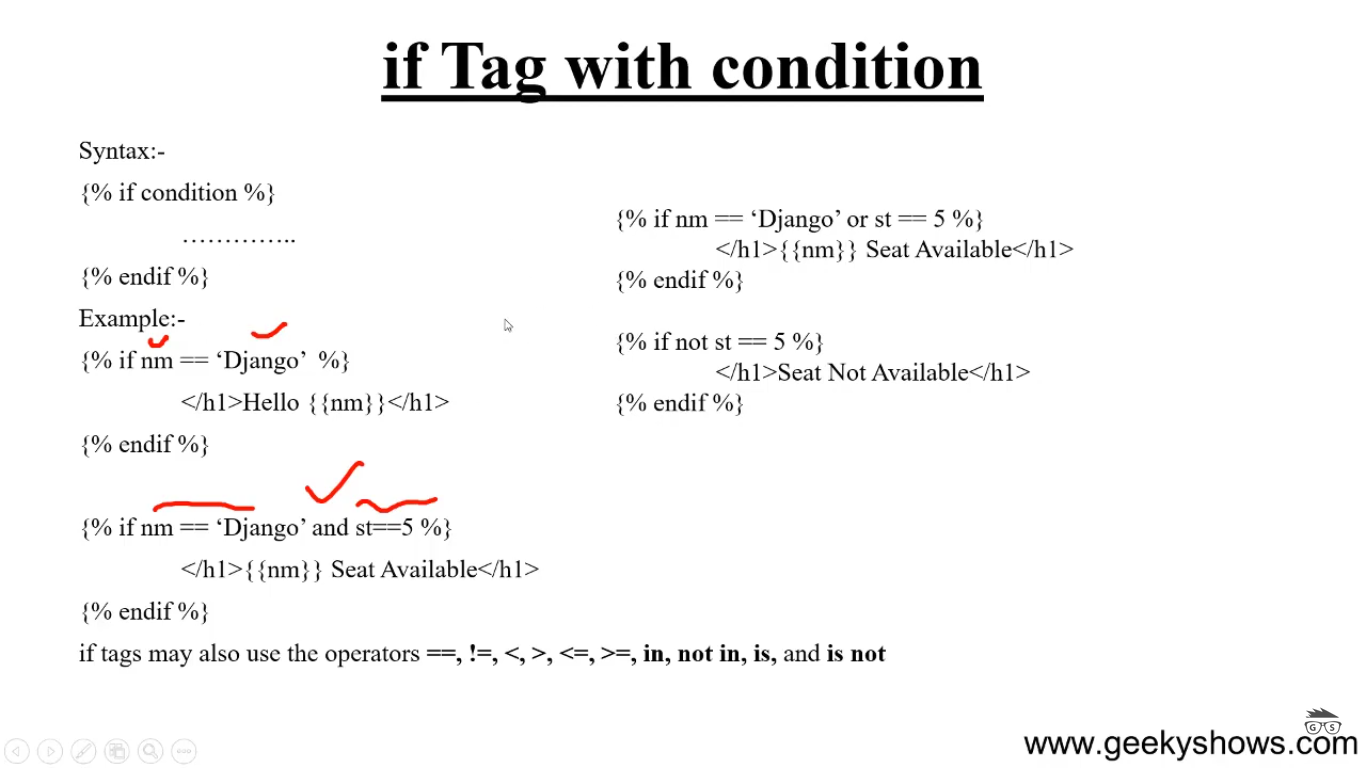 if Tag with condition
Syntax:-
{% if condition %}
…………..
{% endif %}
Example:-
{% if nm == ‘Django’ %}
</h1>Hello {{nm}}</h1>
{% endif %}
{% if nm == ‘Django’ and st==5 %}
</h1>{{nm}} Seat Available</h1>
{% endif %}
if tags may also use the operators ==, !=, <, >, <=, >=, in, not in, is, and is not
{% if nm == ‘Django’ or st == 5 %}
</h1>{{nm}} Seat Available</h1>
{% endif %}
{% if not st == 5 %}
</h1>Seat Not Available</h1>
{% endif %}
G S
www.geekyshows.com